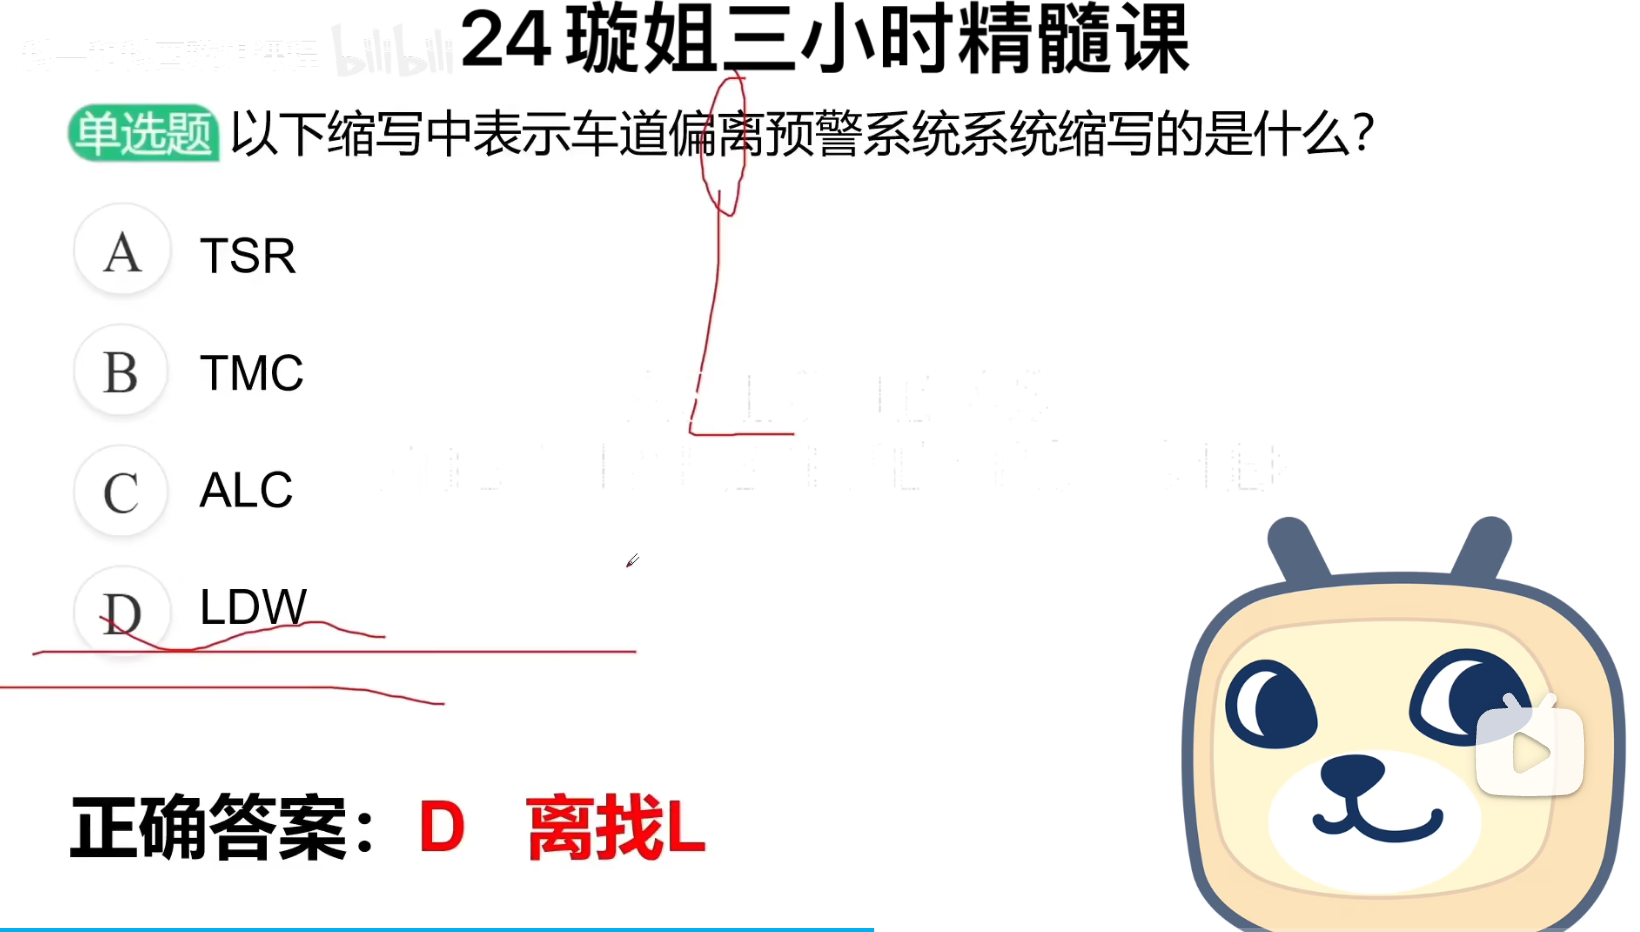 bilibili
24璇姐三小时精髓课
单选题 以下缩写中表示车道偏离预警系统系统缩写的是什么?
A TSR
B TMC
C ALC
D LDW
正确答案：D 离找L